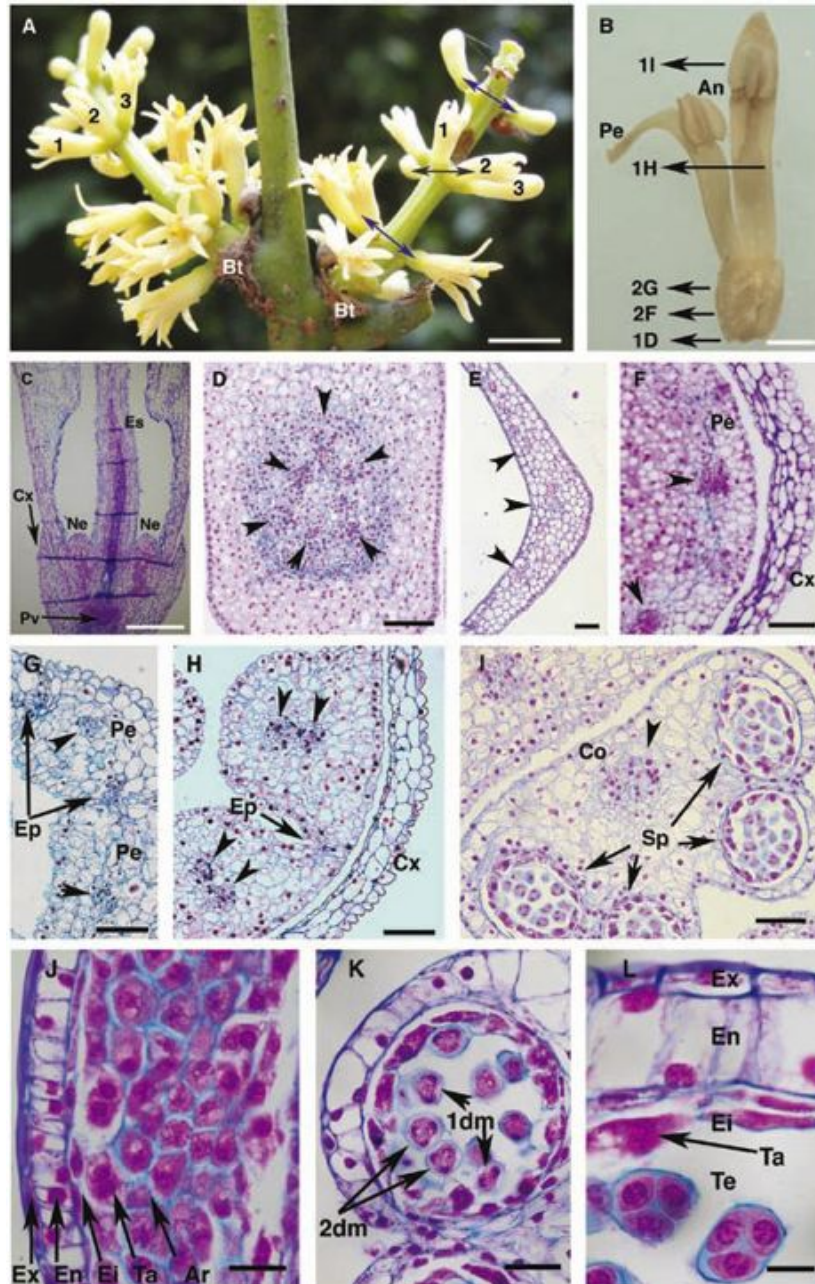 A
3
2
1
1
2
3
Bt
Bt
B
1I
An
Pe
1H
2G
2F
1D
C
Es
Cx
Ne
Ne
Pv
D
E
F
Pe
Cx
G
Pe
Ep
Pe
H
Ep
Cx
I
Co
Sp
J
Ex En Ei Ta Ar
K
1dm
2dm
L
Ex
En
Ei
Ta
Te